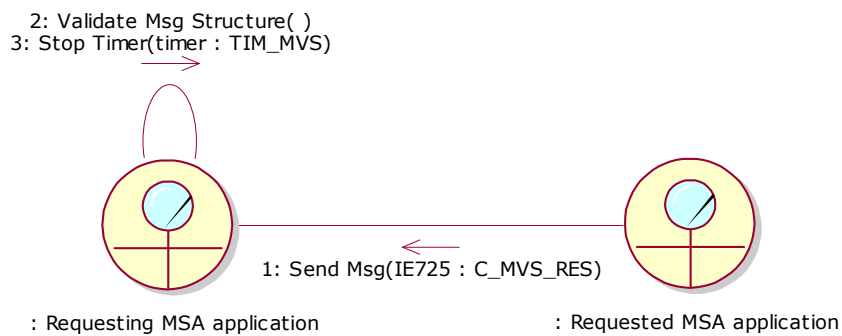 2: Validate Msg Structure( )
3: Stop Timer(timer : TIM_MVS)
1: Send Msg(IE725 : C_MVS_RES)
: Requesting MSA application
: Requested MSA application